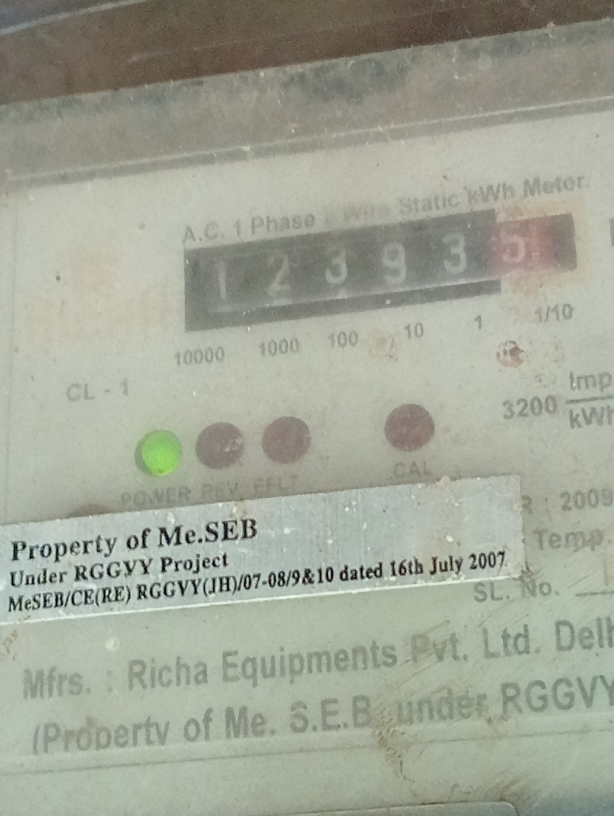 A.C. 1 Phase 2 Wire Static kWh Meter.
1 2 3 9 3 5
10000 1000 100 10 1 1/10
CL - 1
Imp
3200 kWh
POWER REV EFLT CAL
R : 2009
Property of Me.SEB
Under RGGVY Project
MeSEB/CE(RE) RGGVY(JH)/07-08/9&10 dated 16th July 2007
Temp.
SL. No.
Mfrs. : Richa Equipments Pvt. Ltd. Delh
(Property of Me. S.E.B. under RGGVY